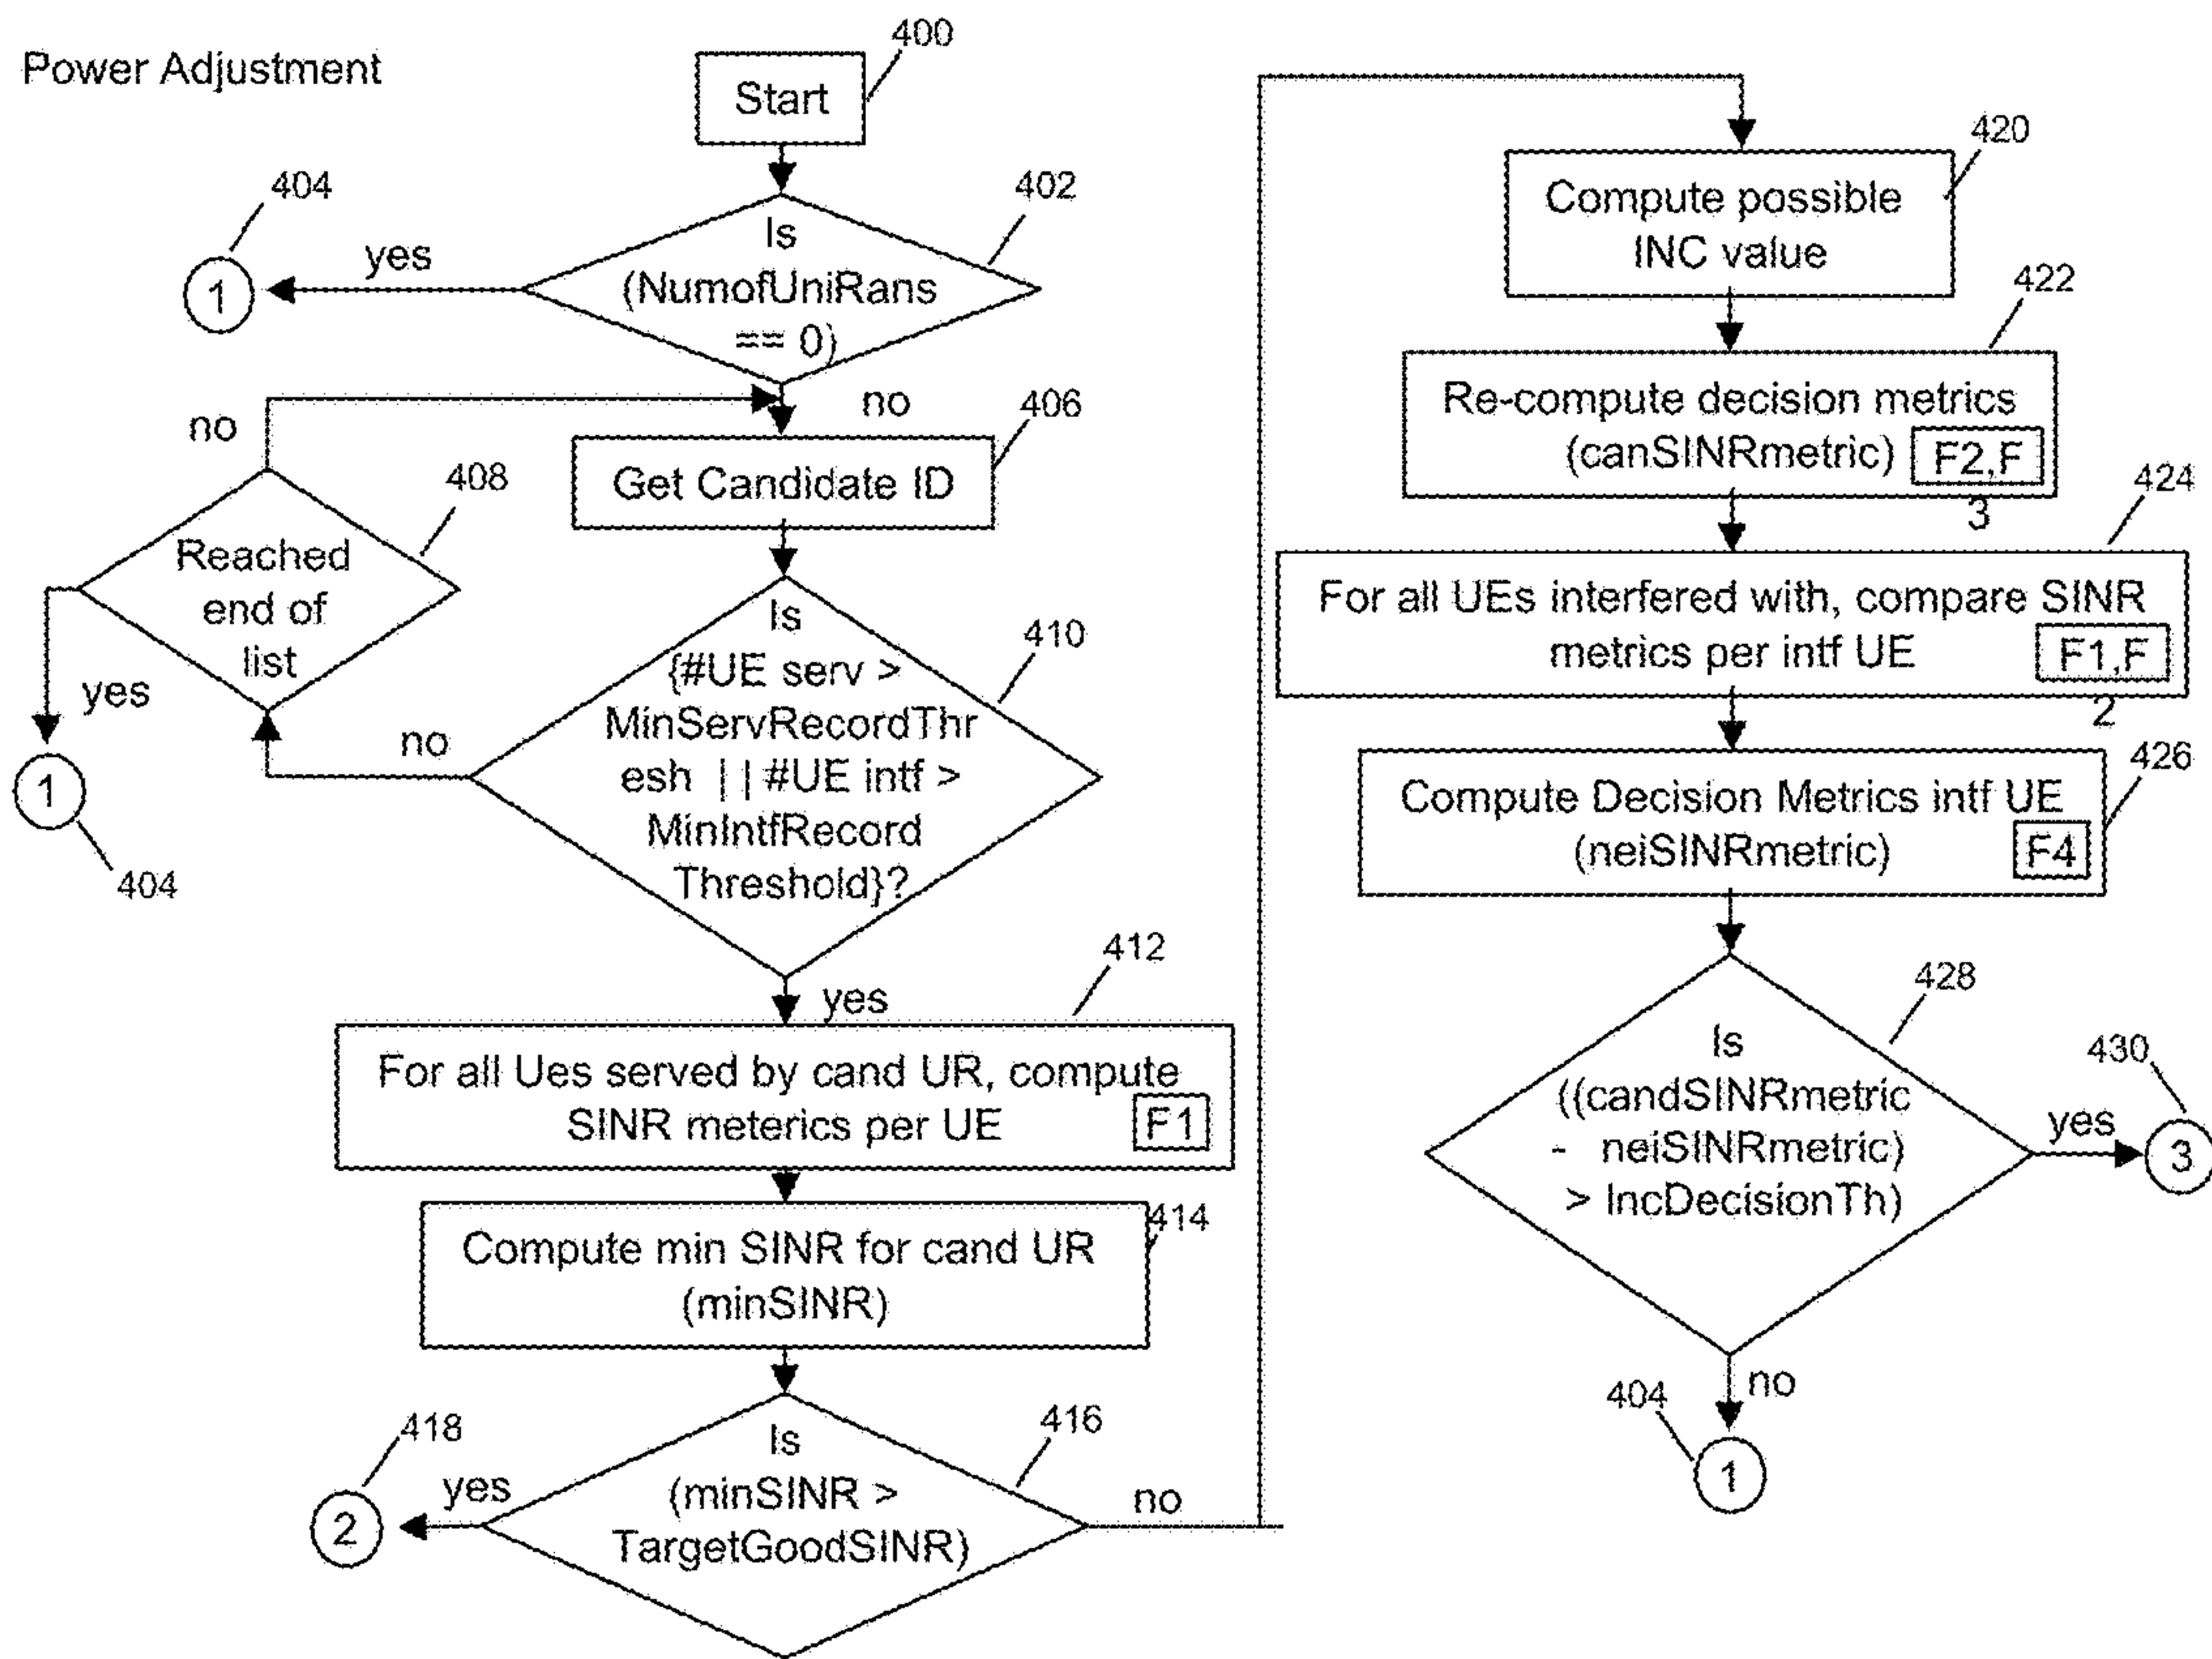 Power Adjustment
400
Start
404
402
1
yes
Is
(NumofUniRans
== 0)
no
no
406
Get Candidate ID
408
Reached
end of
list
yes
1
404
410
Is
{#UE serv >
MinServRecordThr
esh || #UE intf >
MinIntfRecord
Threshold}?
no
yes
412
For all Ues served by cand UR, compute
SINR meterics per UE
F1
414
Compute min SINR for cand UR
(minSINR)
416
Is
(minSINR >
TargetGoodSINR)
418
yes
2
no
420
Compute possible
INC value
422
Re-compute decision metrics
(canSINRmetric)
F2,F
3
424
For all UEs interfered with, compare SINR
metrics per intf UE
F1,F
2
426
Compute Decision Metrics intf UE
(neiSINRmetric)
F4
428
Is
((candSINRmetric
- neiSINRmetric)
> IncDecisionTh)
430
yes
3
no
404
1